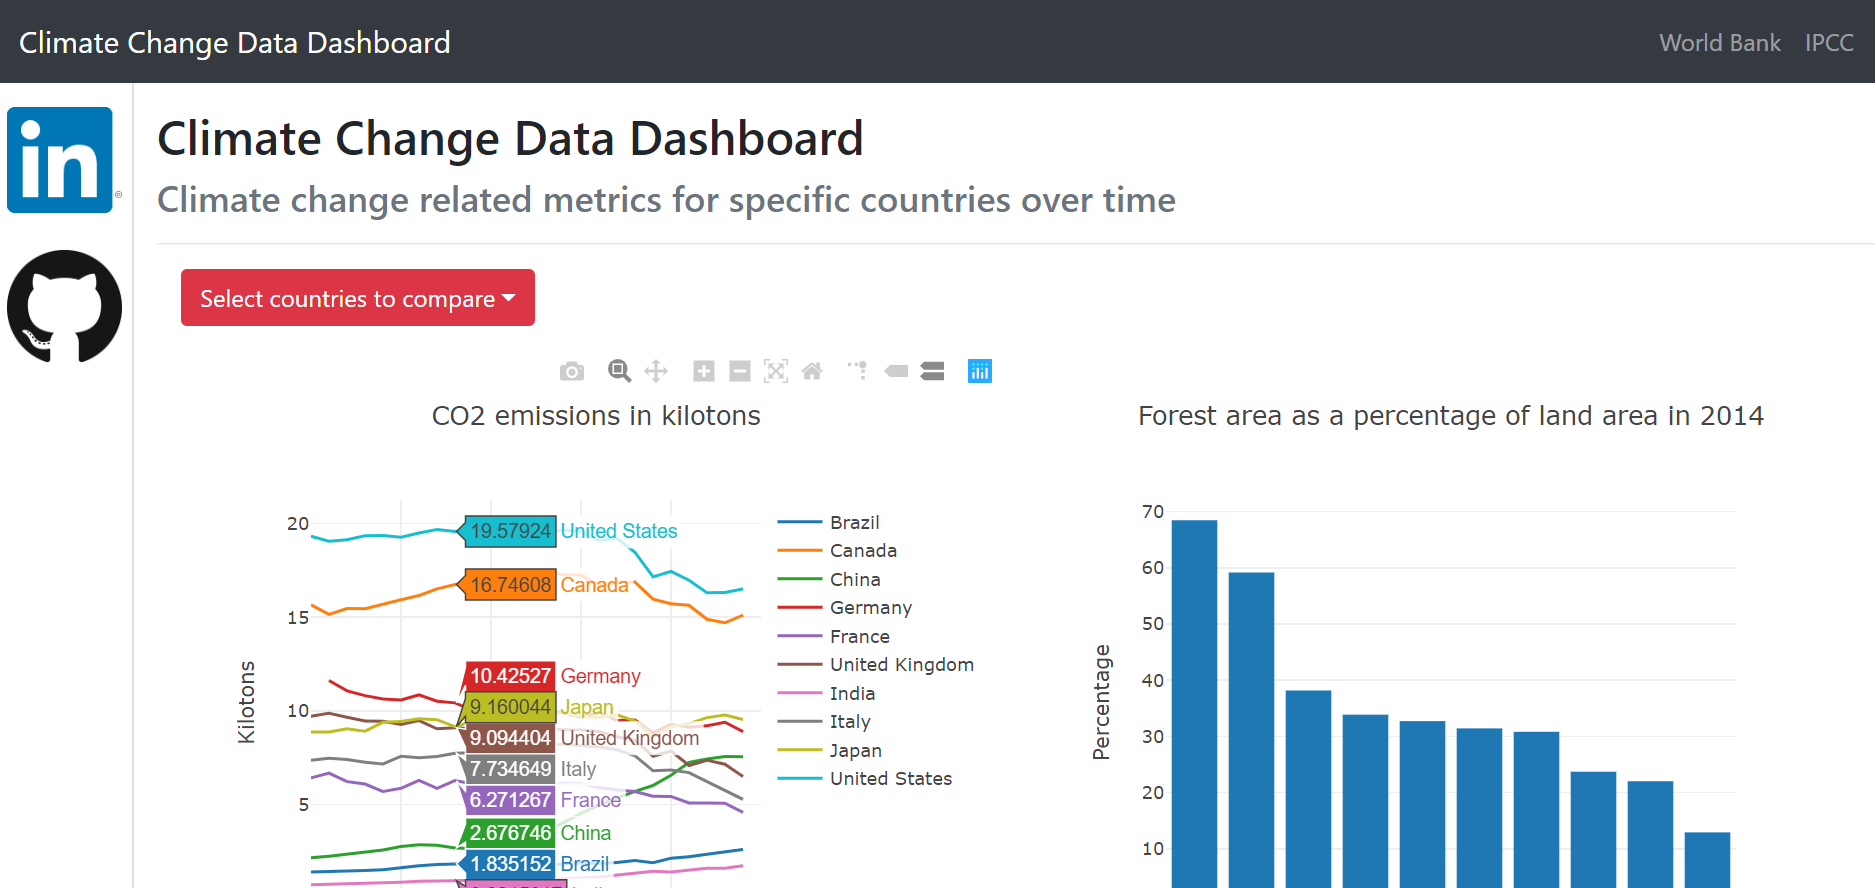 Climate Change Data Dashboard
World Bank IPCC
in
®
Climate Change Data Dashboard
Climate change related metrics for specific countries over time
Select countries to compare
CO2 emissions in kilotons
Kilotons
20
15
10
5
19.57924 United States
16.74608 Canada
10.42527 Germany
9.160044 Japan
9.094404 United Kingdom
7.734649 Italy
6.271267 France
2.676746 China
1.835152 Brazil
Brazil
Canada
China
Germany
France
United Kingdom
India
Italy
Japan
United States
Forest area as a percentage of land area in 2014
Percentage
70
60
50
40
30
20
10